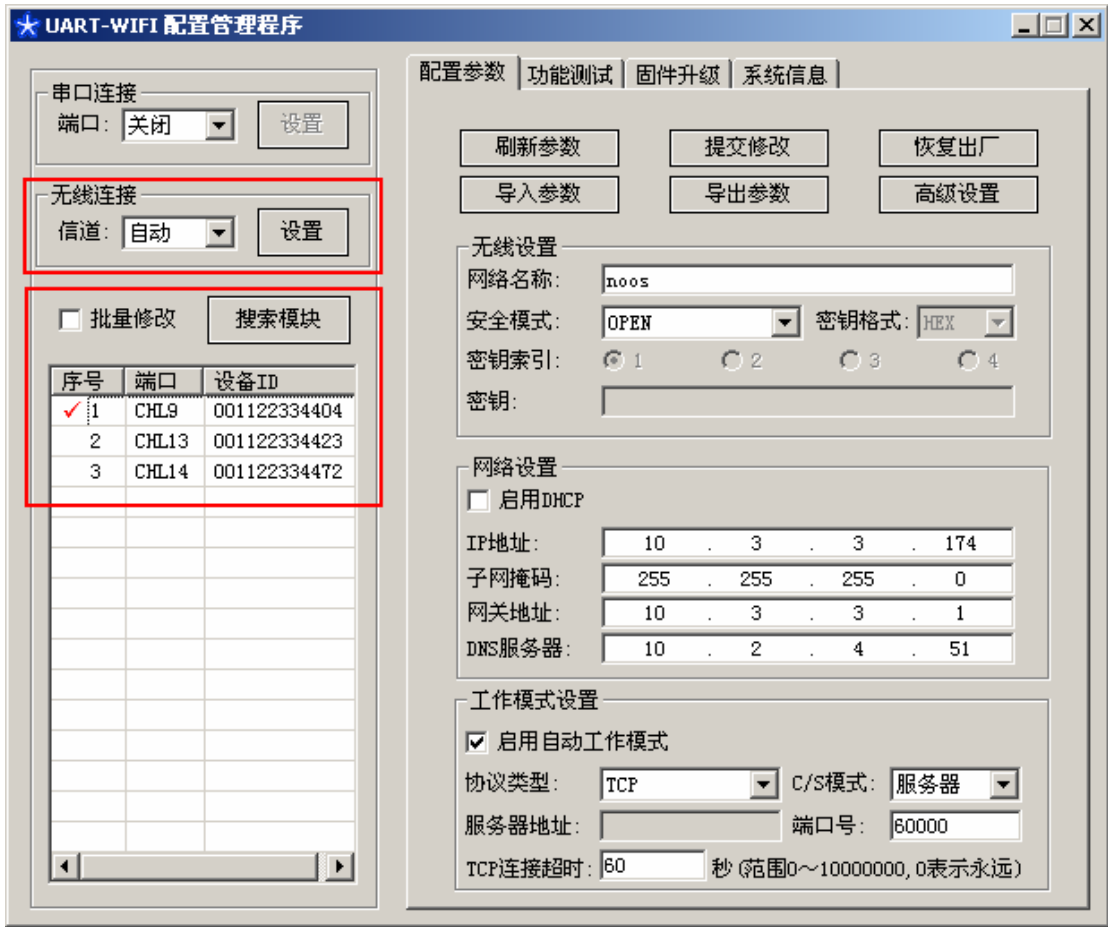 UART-WIFI 配置管理程序
串口连接
端口: 关闭 设置
无线连接
信道: 自动 设置
批量修改 搜索模块
序号 端口 设备ID
1 CHL9 001122334404
2 CHL13 001122334423
3 CHL14 001122334472
配置参数 功能测试 固件升级 系统信息
刷新参数 提交修改 恢复出厂
导入参数 导出参数 高级设置
无线设置
网络名称: noos
安全模式: OPEN 密钥格式: HEX
密钥索引: 1 2 3 4
密钥:
网络设置
启用DHCP
IP地址: 10 . 3 . 3 . 174
子网掩码: 255 . 255 . 255 . 0
网关地址: 10 . 3 . 3 . 1
DNS服务器: 10 . 2 . 4 . 51
工作模式设置
启用自动工作模式
协议类型: TCP C/S模式: 服务器
服务器地址: 端口号: 60000
TCP连接超时: 60 秒(范围0～10000000,0表示永远)